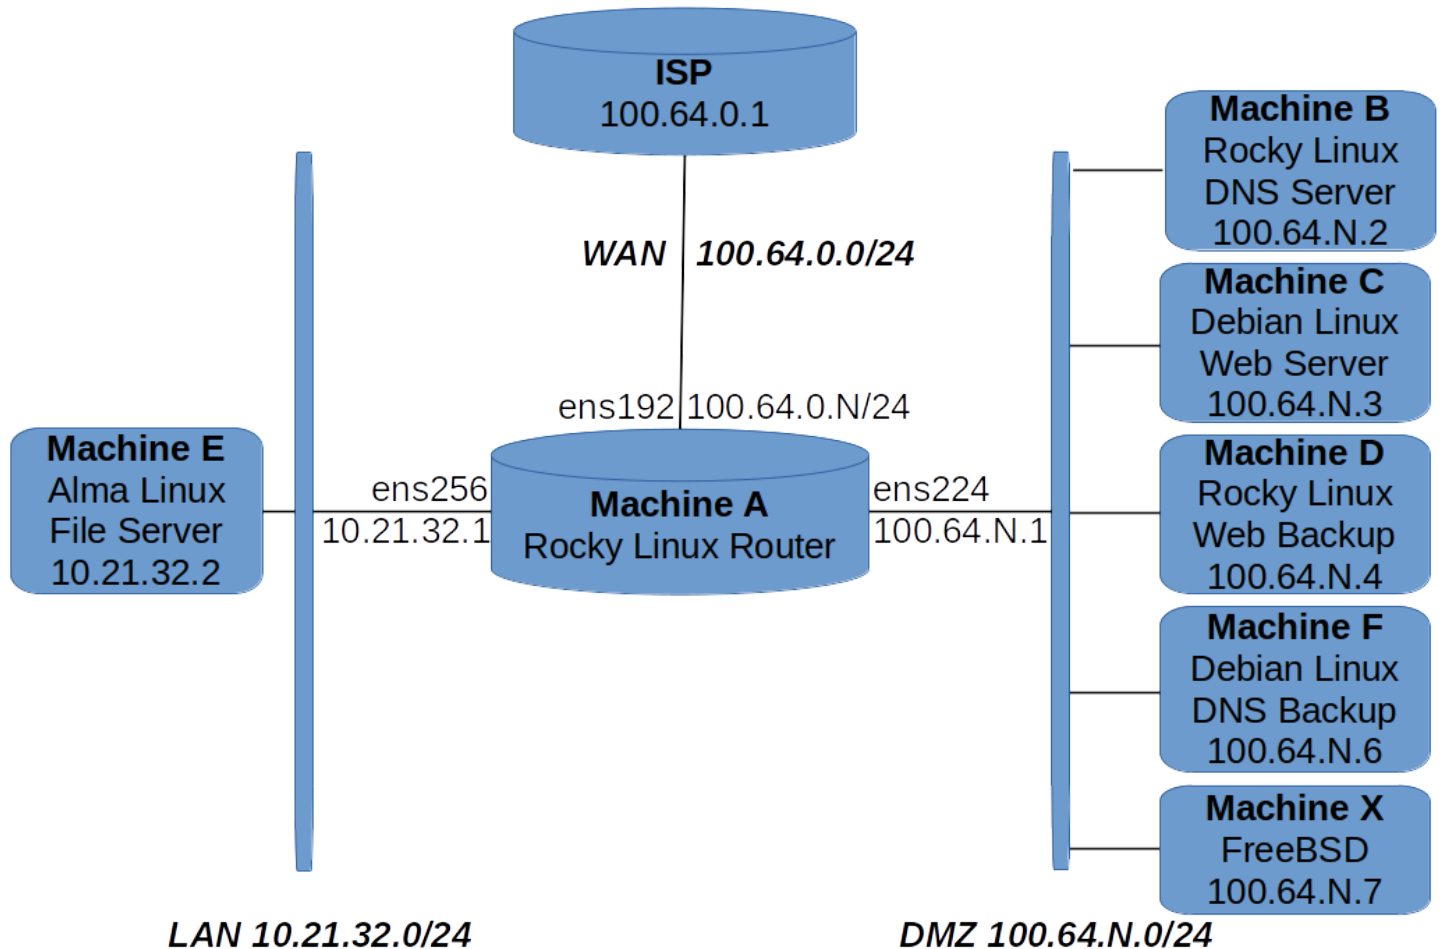 ISP
100.64.0.1
WAN 100.64.0.0/24
ens192 100.64.0.N/24
Machine E
Alma Linux
File Server
10.21.32.2
ens256
10.21.32.1
Machine A
Rocky Linux Router
ens224
100.64.N.1
Machine B
Rocky Linux
DNS Server
100.64.N.2
Machine C
Debian Linux
Web Server
100.64.N.3
Machine D
Rocky Linux
Web Backup
100.64.N.4
Machine F
Debian Linux
DNS Backup
100.64.N.6
Machine X
FreeBSD
100.64.N.7
LAN 10.21.32.0/24
DMZ 100.64.N.0/24